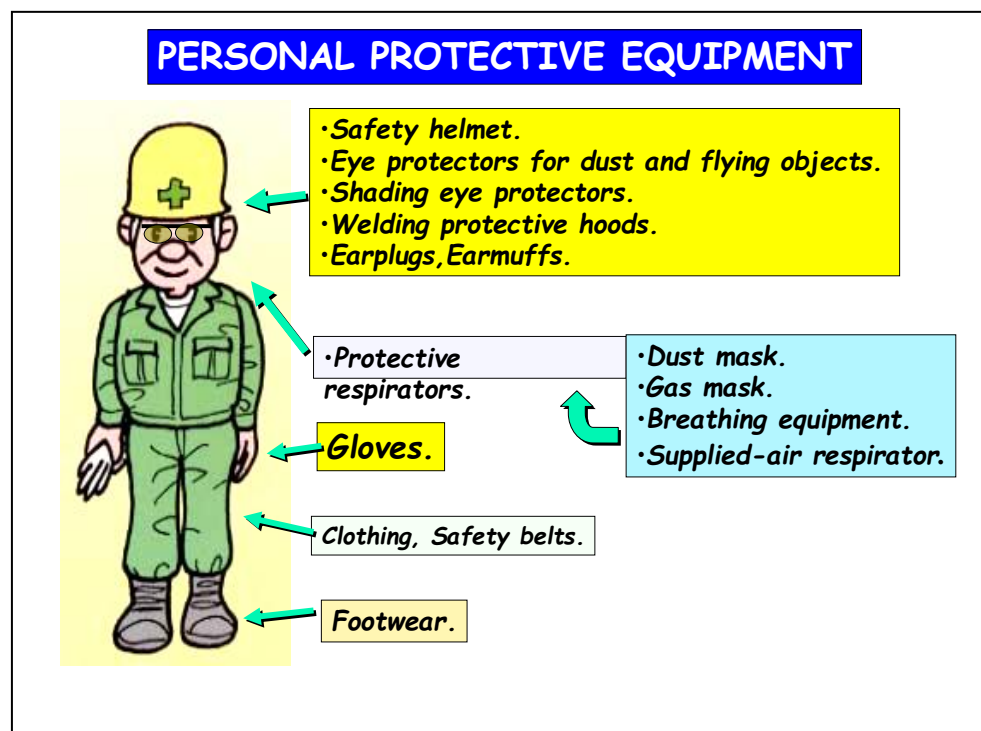 PERSONAL PROTECTIVE EQUIPMENT
•Safety helmet.
•Eye protectors for dust and flying objects.
•Shading eye protectors.
•Welding protective hoods.
•Earplugs,Earmuffs.
•Protective
respirators.
•Dust mask.
•Gas mask.
•Breathing equipment.
•Supplied-air respirator.
Gloves.
Clothing, Safety belts.
Footwear.